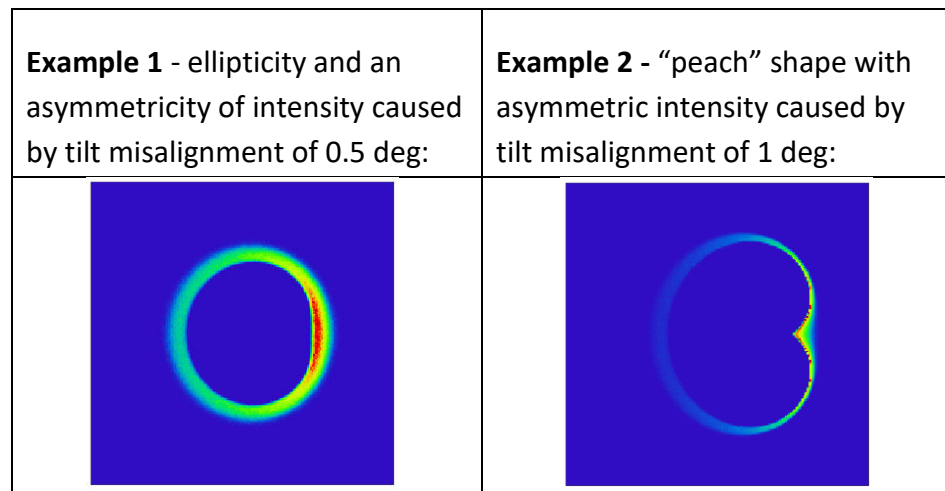 Example 1 - ellipticity and an
asymmetricity of intensity caused
by tilt misalignment of 0.5 deg:
Example 2 - “peach” shape with
asymmetric intensity caused by
tilt misalignment of 1 deg: